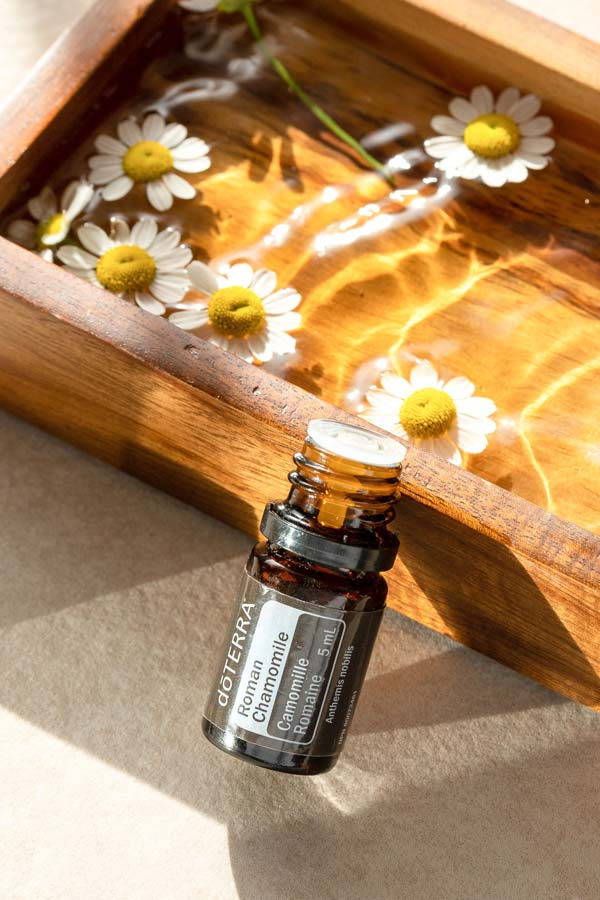 dōTERRA
Roman
Chamomile
Camomille
Romaine 5 mL
Anthemis nobilis